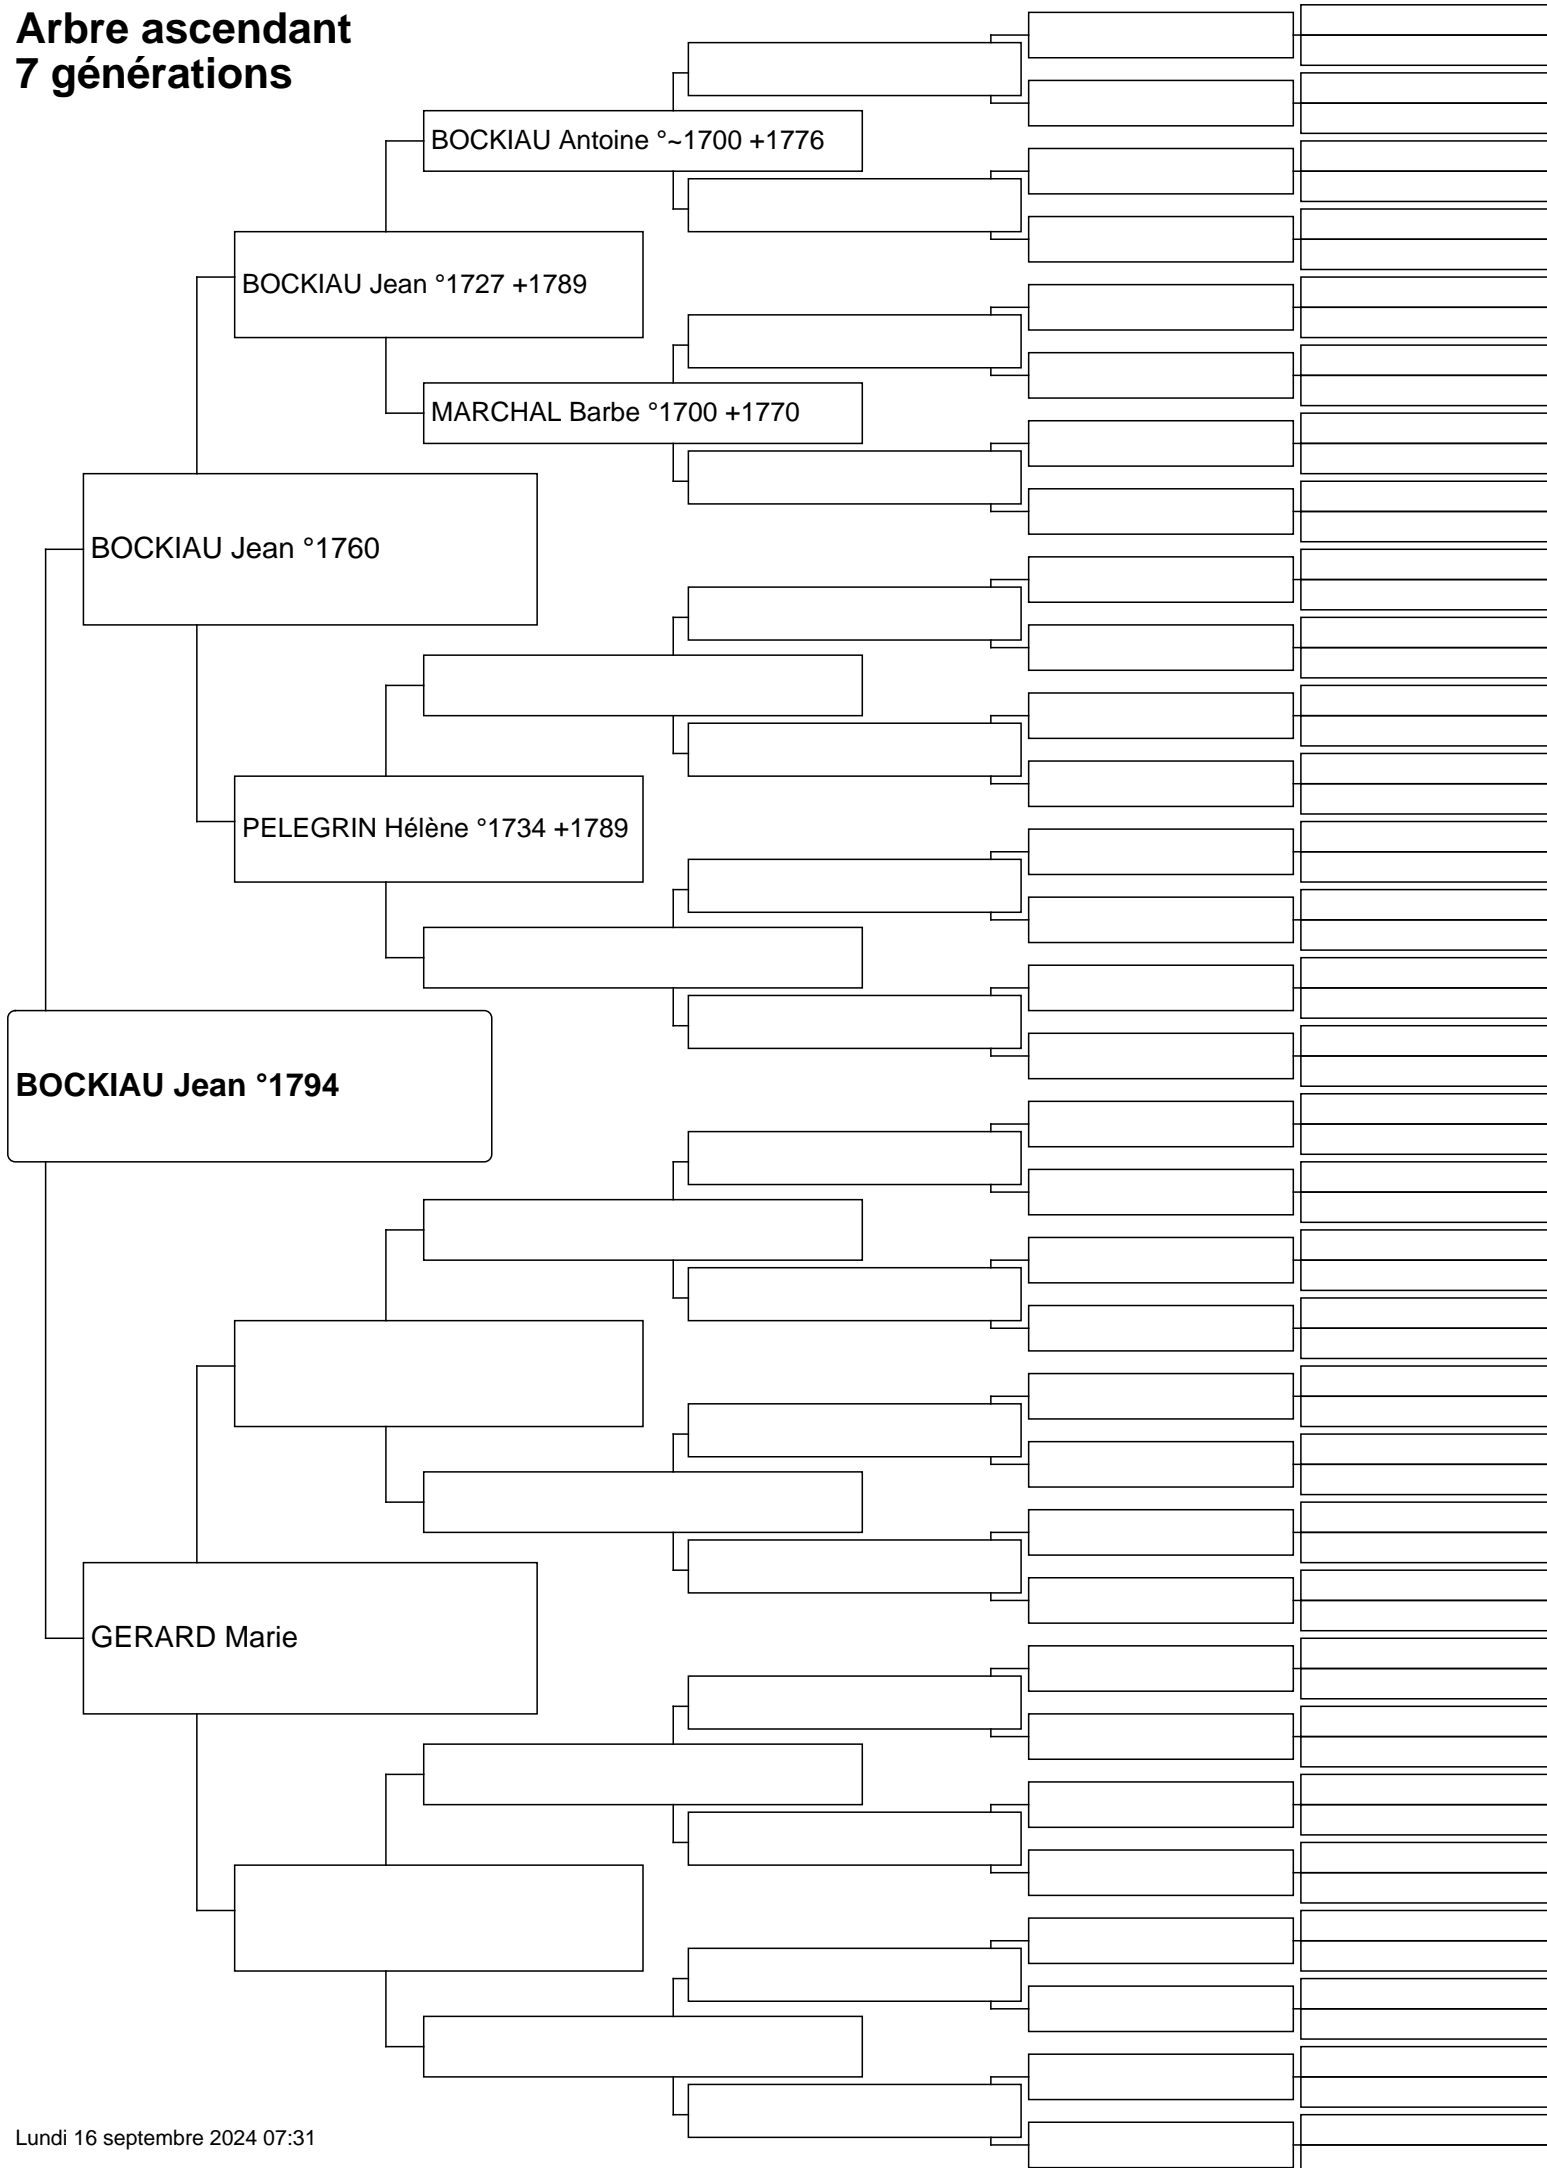 Arbre ascendant
7 générations
BOCKIAU Antoine °~1700 +1776
BOCKIAU Jean °1727 +1789
MARCHAL Barbe °1700 +1770
BOCKIAU Jean °1760
PELEGRIN Hélène °1734 +1789
BOCKIAU Jean °1794
GERARD Marie
Lundi 16 septembre 2024 07:31